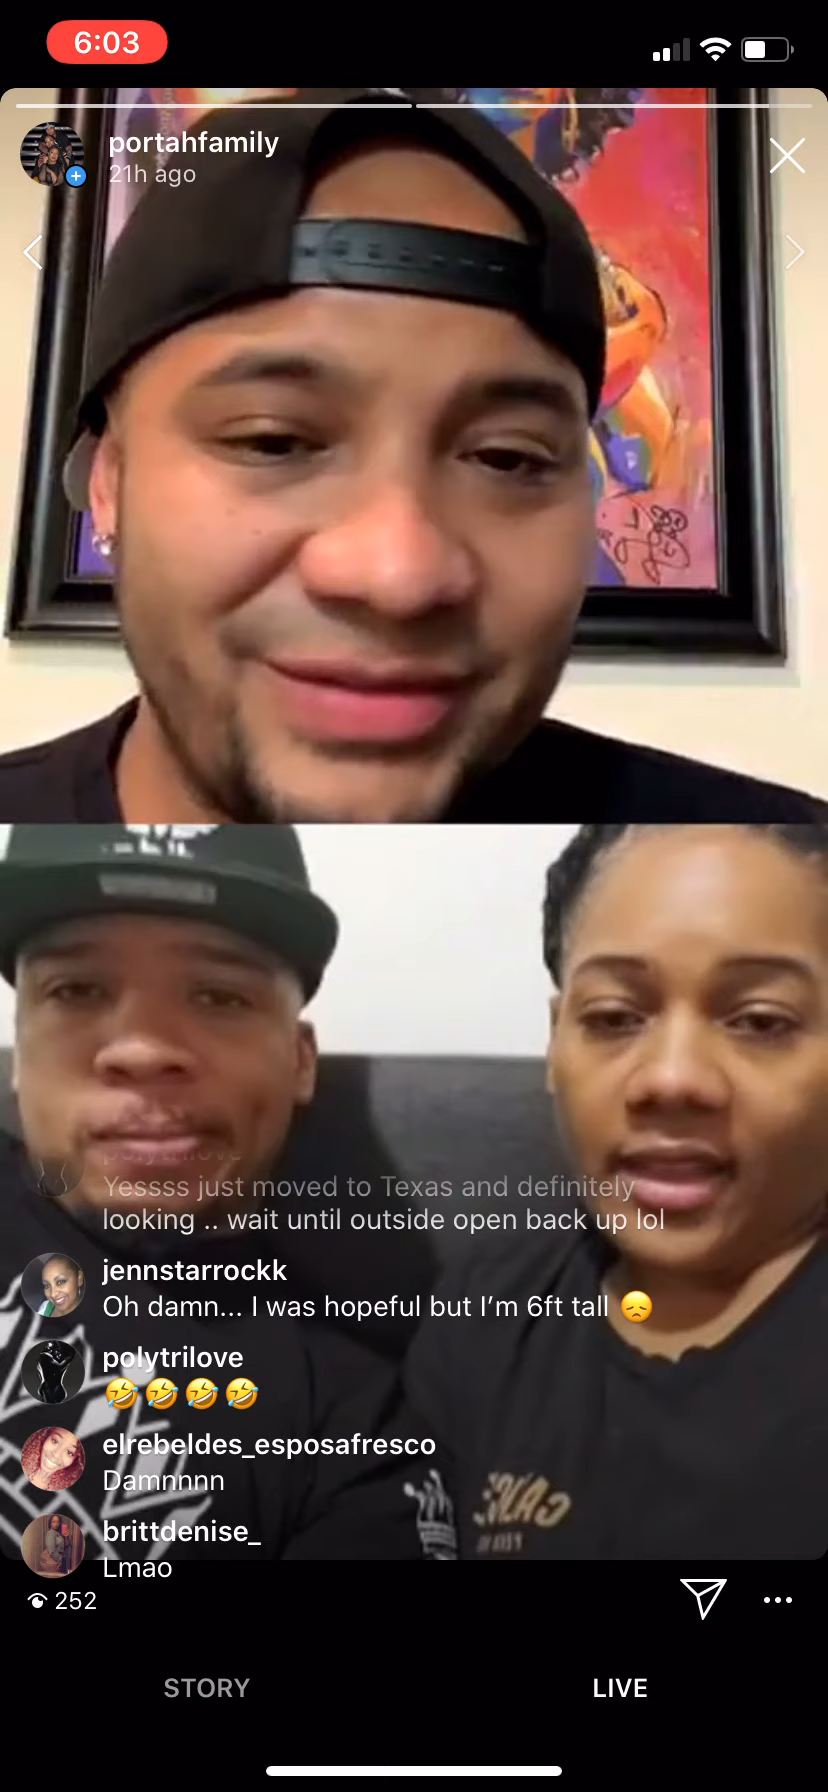 6:03
portahfamily
21h ago
polytrilove
Yessss just moved to Texas and definitely
looking .. wait until outside open back up lol
jennstarrockk
Oh damn... I was hopeful but I’m 6ft tall 😞
polytrilove
🤣🤣🤣🤣
elrebeldes_esposafresco
Damnnnn
brittdenise_
Lmao
252
STORY
LIVE